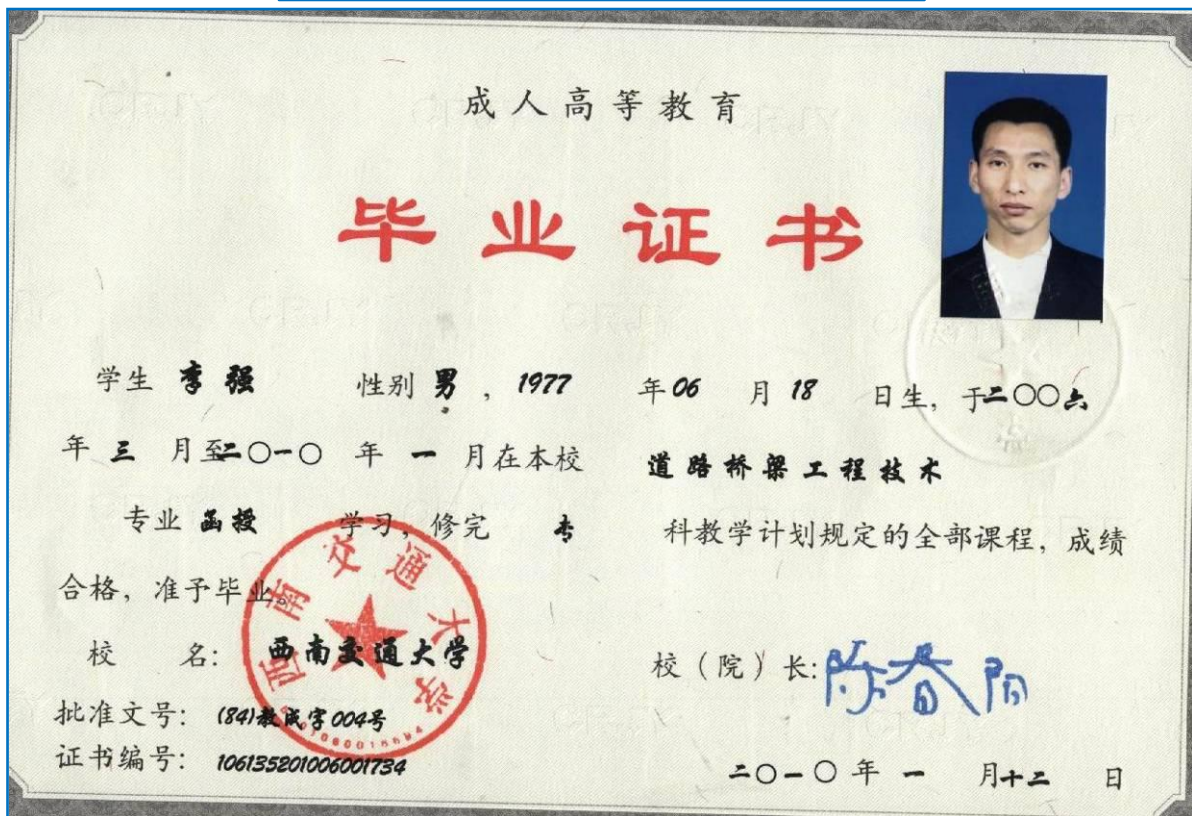 成人高等教育
毕业证书
学生 李强 性别 男 , 1977 年 06 月 18 日生, 于二〇〇六
年 三 月至二〇一〇 年 一 月在本校 道路桥梁工程技术
专业 函授 学习, 修完 专 科教学计划规定的全部课程, 成绩
合格, 准予毕业。
校 名: 西南交通大学
西南交通大学
校（院）长: 陈春阳
批准文号: (84)教成字004号
证书编号: 106135201006001734
二〇一〇年 一 月十二 日